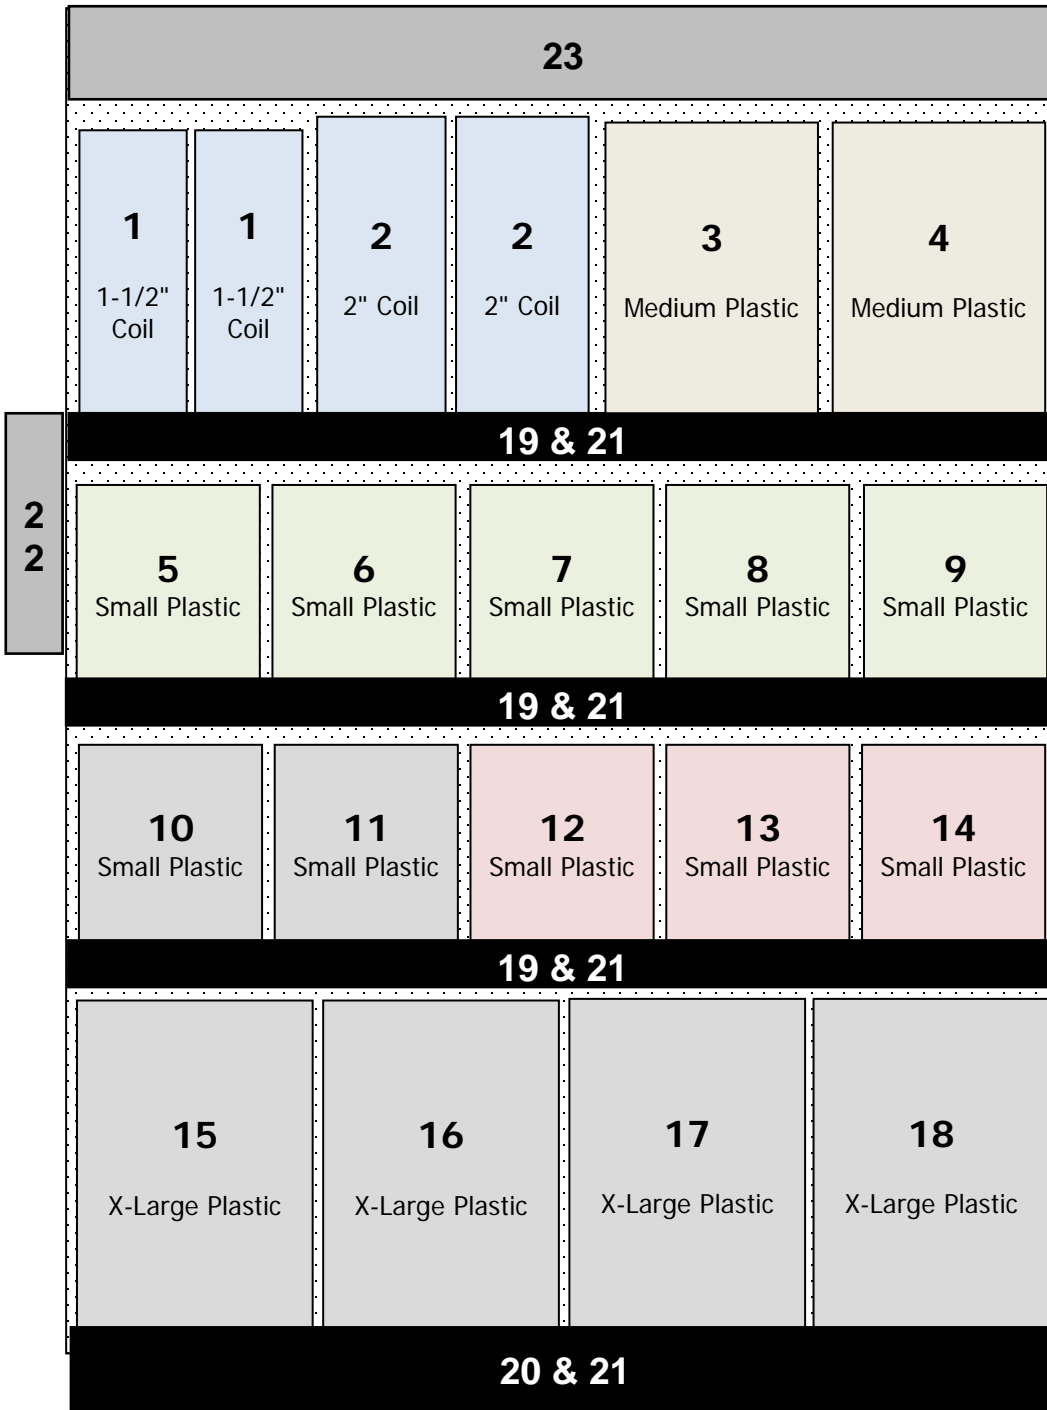 23
1
1-1/2"
Coil
1
1-1/2"
Coil
2
2" Coil
2
2" Coil
3
Medium Plastic
4
Medium Plastic
19 & 21
2
2
5
Small Plastic
6
Small Plastic
7
Small Plastic
8
Small Plastic
9
Small Plastic
19 & 21
10
Small Plastic
11
Small Plastic
12
Small Plastic
13
Small Plastic
14
Small Plastic
19 & 21
15
X-Large Plastic
16
X-Large Plastic
17
X-Large Plastic
18
X-Large Plastic
20 & 21